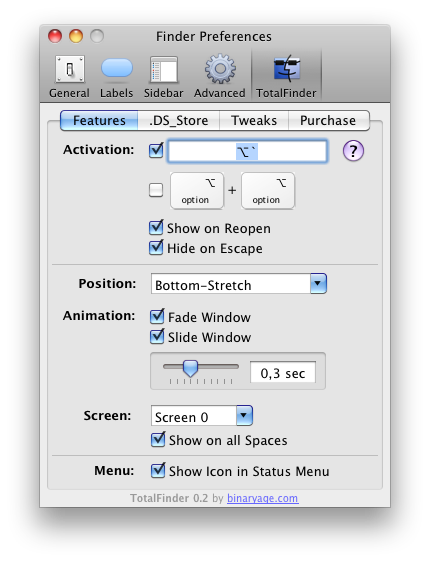 Finder Preferences
General Labels Sidebar Advanced TotalFinder
Features .DS_Store Tweaks Purchase
Activation: ⌥` ?
⌥ + ⌥
option option
Show on Reopen
Hide on Escape
Position: Bottom-Stretch
Animation: Fade Window
Slide Window
0,3 sec
Screen: Screen 0
Show on all Spaces
Menu: Show Icon in Status Menu
TotalFinder 0.2 by binaryage.com